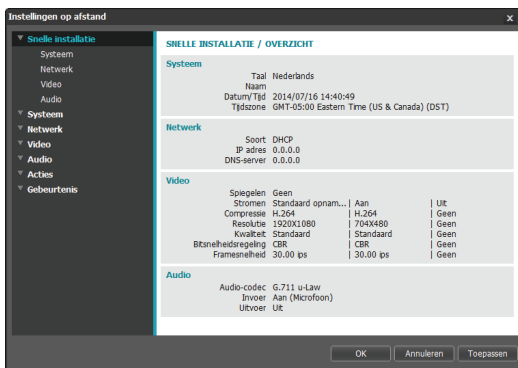 Instellingen op afstand x
Snelle installatie
Systeem
Netwerk
Video
Audio
Systeem
Netwerk
Video
Audio
Acties
Gebeurtenis
SNELLE INSTALLATIE / OVERZICHT
Systeem
Taal Nederlands
Naam
Datum/Tijd 2014/07/16 14:40:49
Tijdszone GMT-05:00 Eastern Time (US & Canada) (DST)
Netwerk
Soort DHCP
IP adres 0.0.0.0
DNS-server 0.0.0.0
Video
Spiegelen Geen
Stromen Standaard opnam... | Aan | Uit
Compressie H.264 | H.264 | Geen
Resolutie 1920X1080 | 704X480 | Geen
Kwaliteit Standaard | Standaard | Geen
Bitsnelheidsregeling CBR | CBR | Geen
Framesnelheid 30.00 ips | 30.00 ips | Geen
Audio
Audio-codec G.711 u-Law
Invoer Aan (Microfoon)
Uitvoer Uit
OK Annuleren Toepassen